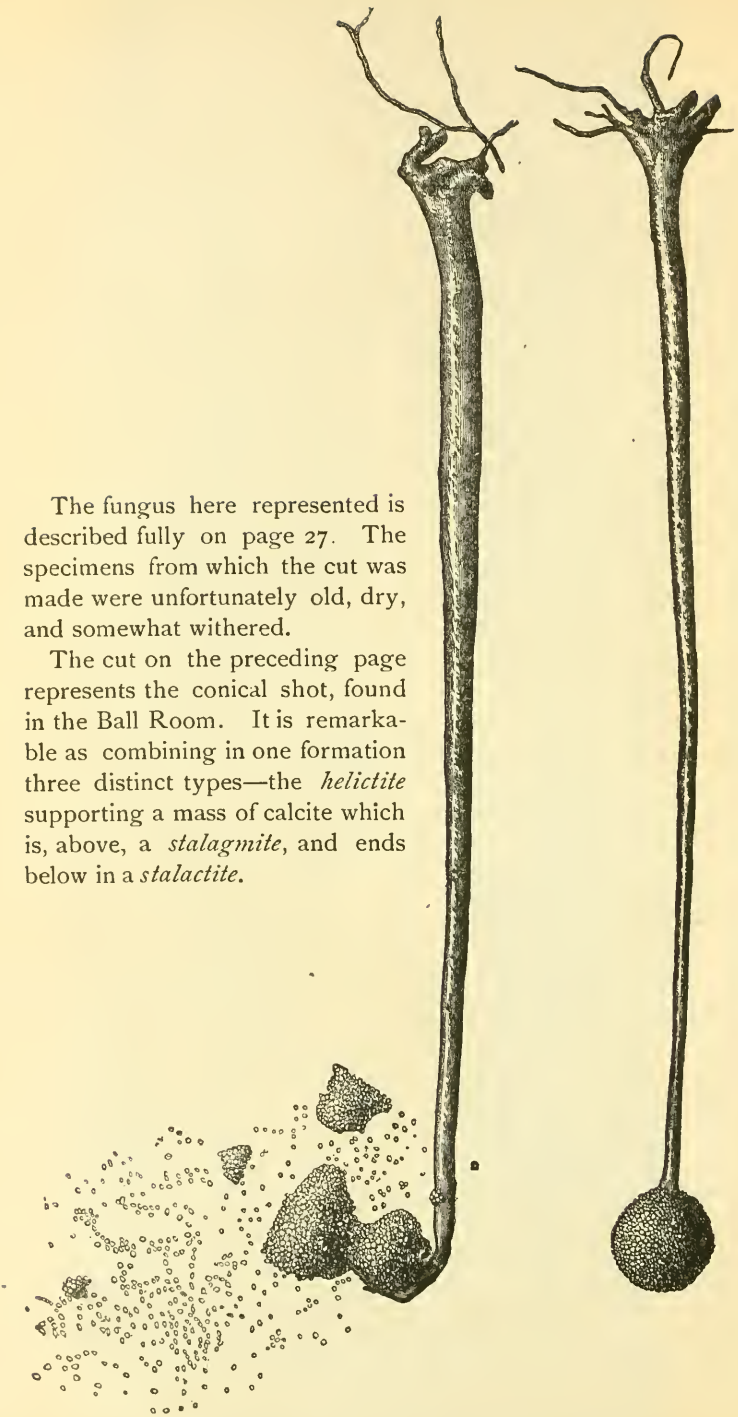 The fungus here represented is
described fully on page 27. The
specimens from which the cut was
made were unfortunately old, dry,
and somewhat withered.
The cut on the preceding page
represents the conical shot, found
in the Ball Room. It is remarka-
ble as combining in one formation
three distinct types—the helictite
supporting a mass of calcite which
is, above, a stalagmite, and ends
below in a stalactite.